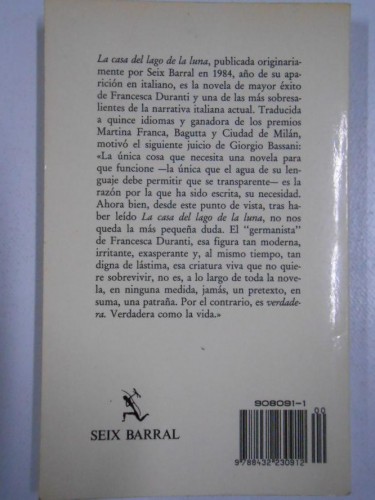 La casa del lago de la luna, publicada originaria-
mente por Seix Barral en 1984, año de su apa-
rición en italiano, es la novela de mayor éxito
de Francesca Duranti y una de las más sobresa-
lientes de la narrativa italiana actual. Traducida
a quince idiomas y ganadora de los premios
Martina Franca, Bagutta y Ciudad de Milán,
motivó el siguiente juicio de Giorgio Bassani:
«La única cosa que necesita una novela para
que funcione —la única que el agua de su len-
guaje debe permitir que se transparente— es la
razón por la que ha sido escrita, su necesidad.
Ahora bien, desde este punto de vista, tras ha-
ber leído La casa del lago de la luna, no nos
queda la más pequeña duda. El "germanista"
de Francesca Duranti, esa figura tan moderna,
irritante, exasperante y, al mismo tiempo, tan
digna de lástima, esa criatura viva que no quie-
re sobrevivir, no es, a lo largo de toda la nove-
la, en ninguna medida, jamás, un pretexto, en
suma, una patraña. Por el contrario, es verdade-
ra. Verdadera como la vida.»
908091-1
00
9788432230912
SEIX BARRAL